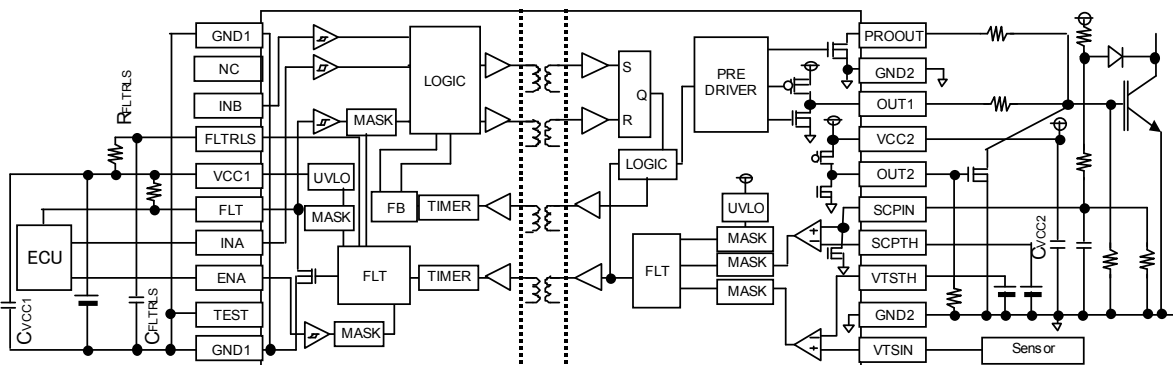 GND1
NC
INB
FLTRLS
VCC1
FLT
INA
ENA
TEST
GND1
RFLTRLS
ECU
CVCC1
CFLTRLS
LOGIC
MASK
UVLO
MASK
FB
TIMER
FLT
TIMER
MASK
S
Q
R
LOGIC
PRE
DRIVER
UVLO
MASK
MASK
MASK
FLT
+
-
+
-
PROOUT
GND2
OUT1
VCC2
OUT2
SCPIN
SCPTH
VTSTH
GND2
VTSIN
CVCC2
Sensor